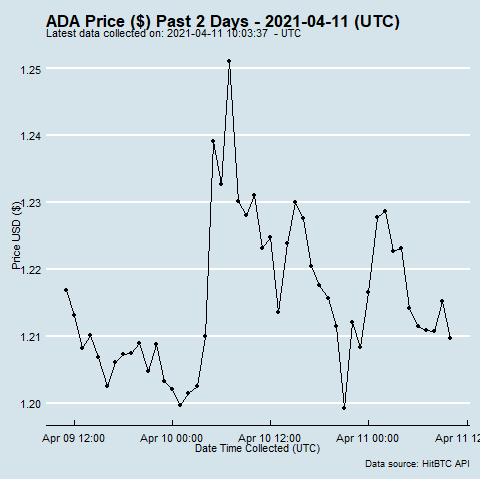 ADA Price ($) Past 2 Days - 2021-04-11 (UTC)
Latest data collected on: 2021-04-11 10:03:37 - UTC
1.25
1.24
1.23
1.22
1.21
1.20
Price USD ($)
Apr 09 12:00
Apr 10 00:00
Apr 10 12:00
Apr 11 00:00
Apr 11 12
Date Time Collected (UTC)
Data source: HitBTC API